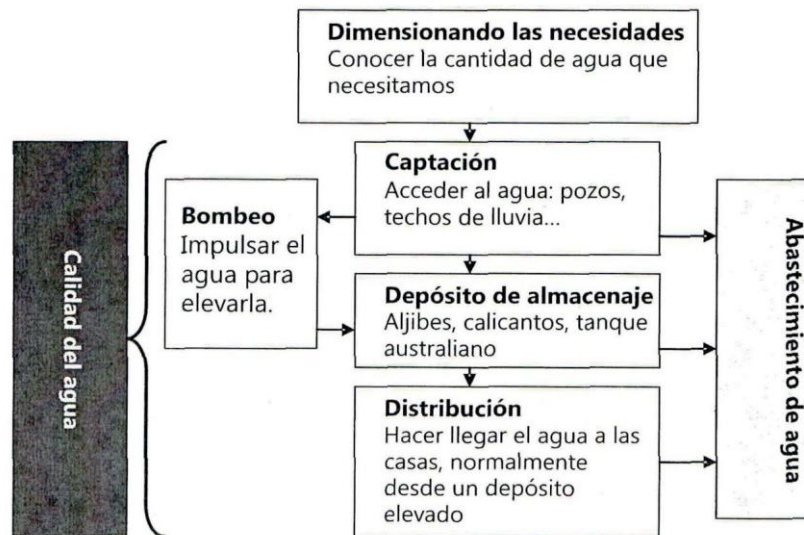 Dimensionando las necesidades
Conocer la cantidad de agua que
necesitamos
Captación
Acceder al agua: pozos,
techos de lluvia...
Bombeo
Impulsar el
agua para
elevarla.
Depósito de almacenaje
Aljibes, calicantos, tanque
australiano
Distribución
Hacer llegar el agua a las
casas, normalmente
desde un depósito
elevado
Calidad del agua
Abastecimiento de agua